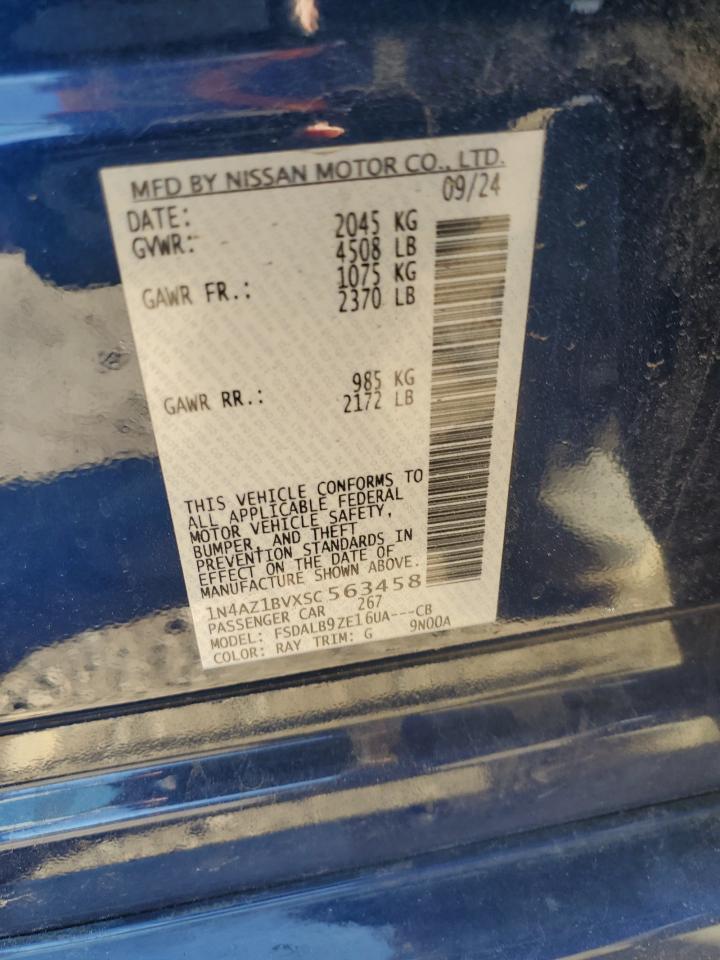 MFD BY NISSAN MOTOR CO., LTD.
DATE: 09/24
GVWR: 2045 KG
4508 LB
GAWR FR.: 1075 KG
2370 LB
GAWR RR.: 985 KG
2172 LB
THIS VEHICLE CONFORMS TO
ALL APPLICABLE FEDERAL
MOTOR VEHICLE SAFETY,
BUMPER, AND THEFT
PREVENTION STANDARDS IN
EFFECT ON THE DATE OF
MANUFACTURE SHOWN ABOVE.
1N4AZ1BVXSC563458
PASSENGER CAR 267
MODEL: FSDALB9ZE16UA---CB
COLOR: RAY TRIM: G 9N00A